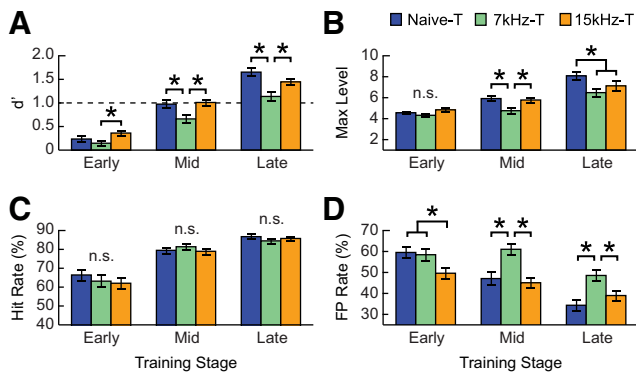 Naive-T 7kHz-T 15kHz-T
A
d'
2.0
1.5
1.0
0.5
0
* * * * *
Early Mid Late
B
Max Level
10
8
6
4
n.s. * * *
Early Mid Late
C
Hit Rate (%)
100
90
80
70
60
50
40
n.s. n.s. n.s.
Early Mid Late
Training Stage
D
FP Rate (%)
70
60
50
40
30
* * * * *
Early Mid Late
Training Stage